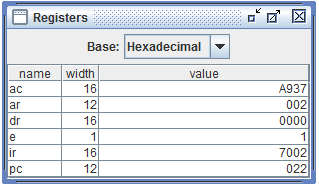 Registers
Base: Hexadecimal
name width value
ac 16 A937
ar 12 002
dr 16 0000
e 1 1
ir 16 7002
pc 12 022